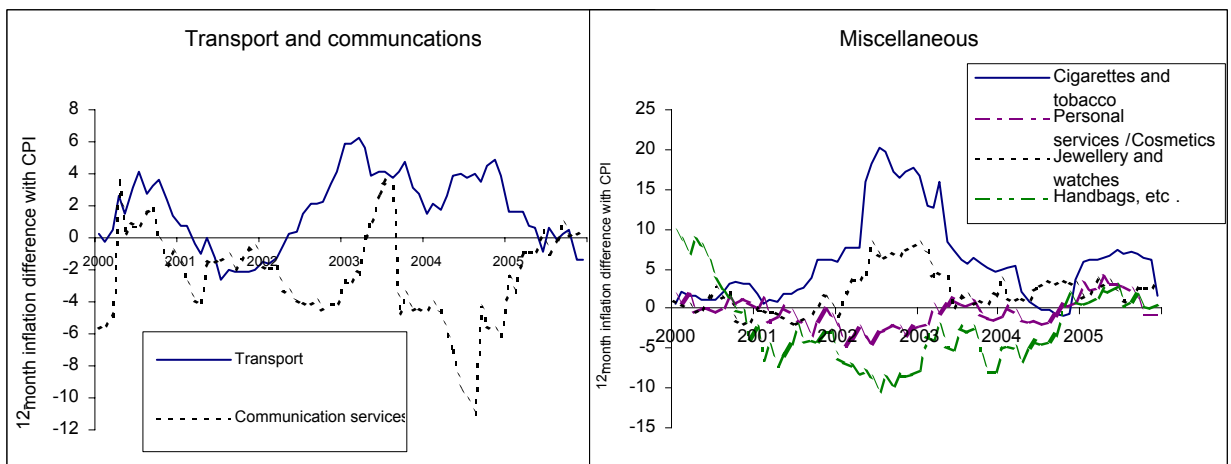 Transport and communcations
12month inflation difference with CPI
8
6
4
2
0
-2
-4
-6
-8
-10
-12
2000 2001 2002 2003 2004 2005
Transport
Communication services
Miscellaneous
12month inflation difference with CPI
25
20
15
10
5
0
-5
-10
-15
2000 2001 2002 2003 2004 2005
Cigarettes and
tobacco
Personal
services /Cosmetics
Jewellery and
watches
Handbags, etc .